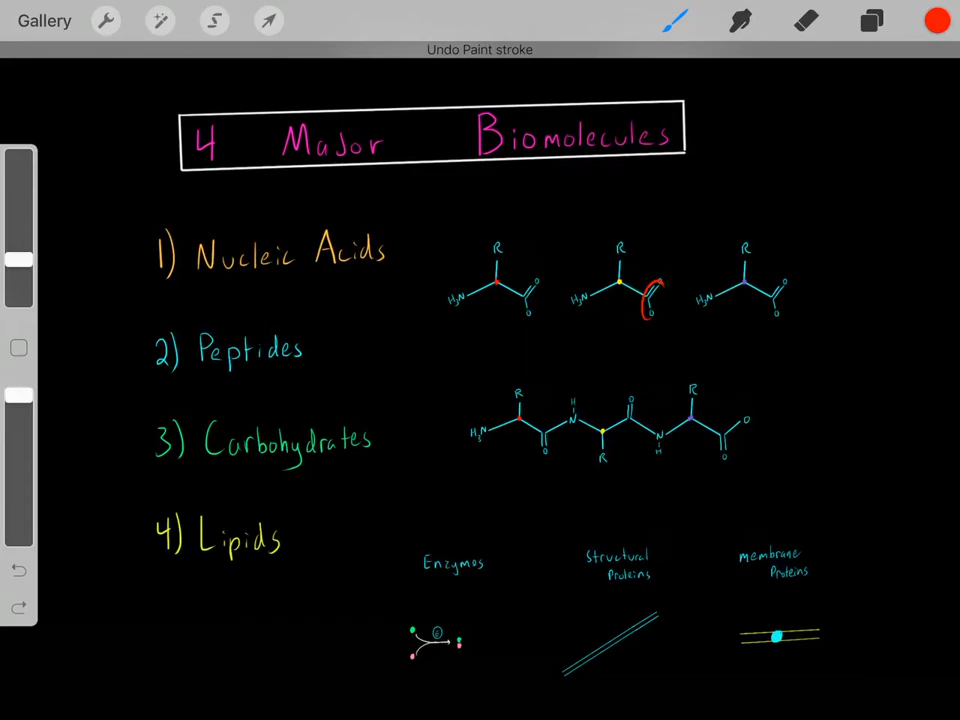 Gallery
Undo Paint stroke
4 Major Biomolecules
1) Nucleic Acids
R R R
H₃N O O H₃N O O H₃N O O
2) Peptides
R H O R
H₃N N N O
O R H O
3) Carbohydrates
4) Lipids
Enzymes Structural Proteins membrane Proteins
E